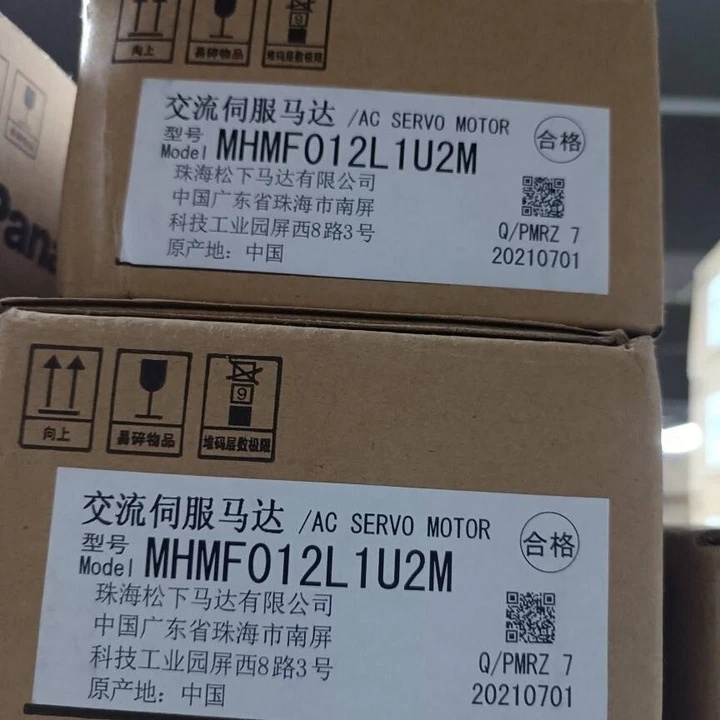 向上
易碎物品
堆码层数极限
9
交流伺服马达 /AC SERVO MOTOR
合格
型号
Model MHMF012L1U2M
珠海松下马达有限公司
中国广东省珠海市南屏
科技工业园屏西8路3号
原产地：中国
Q/PMRZ 7
20210701
Pana
向上
易碎物品
堆码层数极限
9
交流伺服马达 /AC SERVO MOTOR
合格
型号
Model MHMF012L1U2M
珠海松下马达有限公司
中国广东省珠海市南屏
科技工业园屏西8路3号
原产地：中国
Q/PMRZ 7
20210701